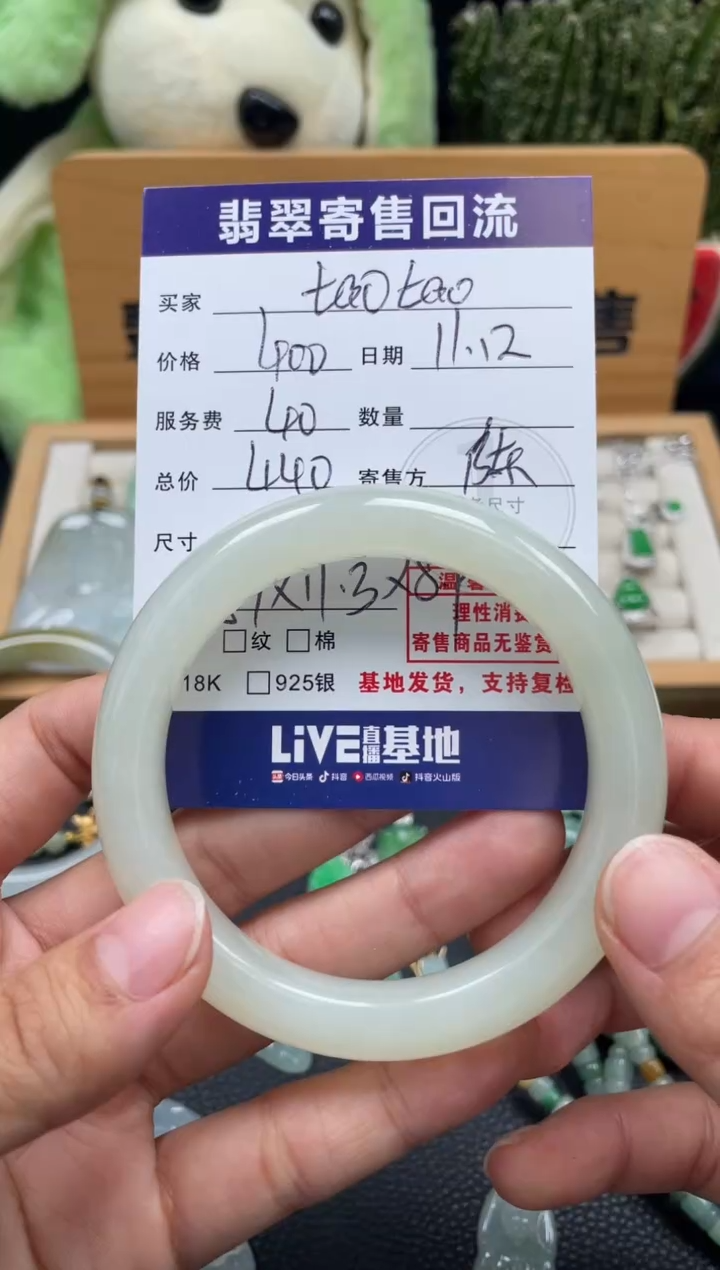 翡翠寄售回流
买家 taotao
价格 400 日期 11.12
服务费 40 数量
总价 440 寄售方
尺寸
X11.3X8
□纹 □棉
理性消费
寄售商品无鉴赏
18K □925银 基地发货，支持复检
LiVE直播基地
今日头条 抖音 西瓜视频 抖音火山版